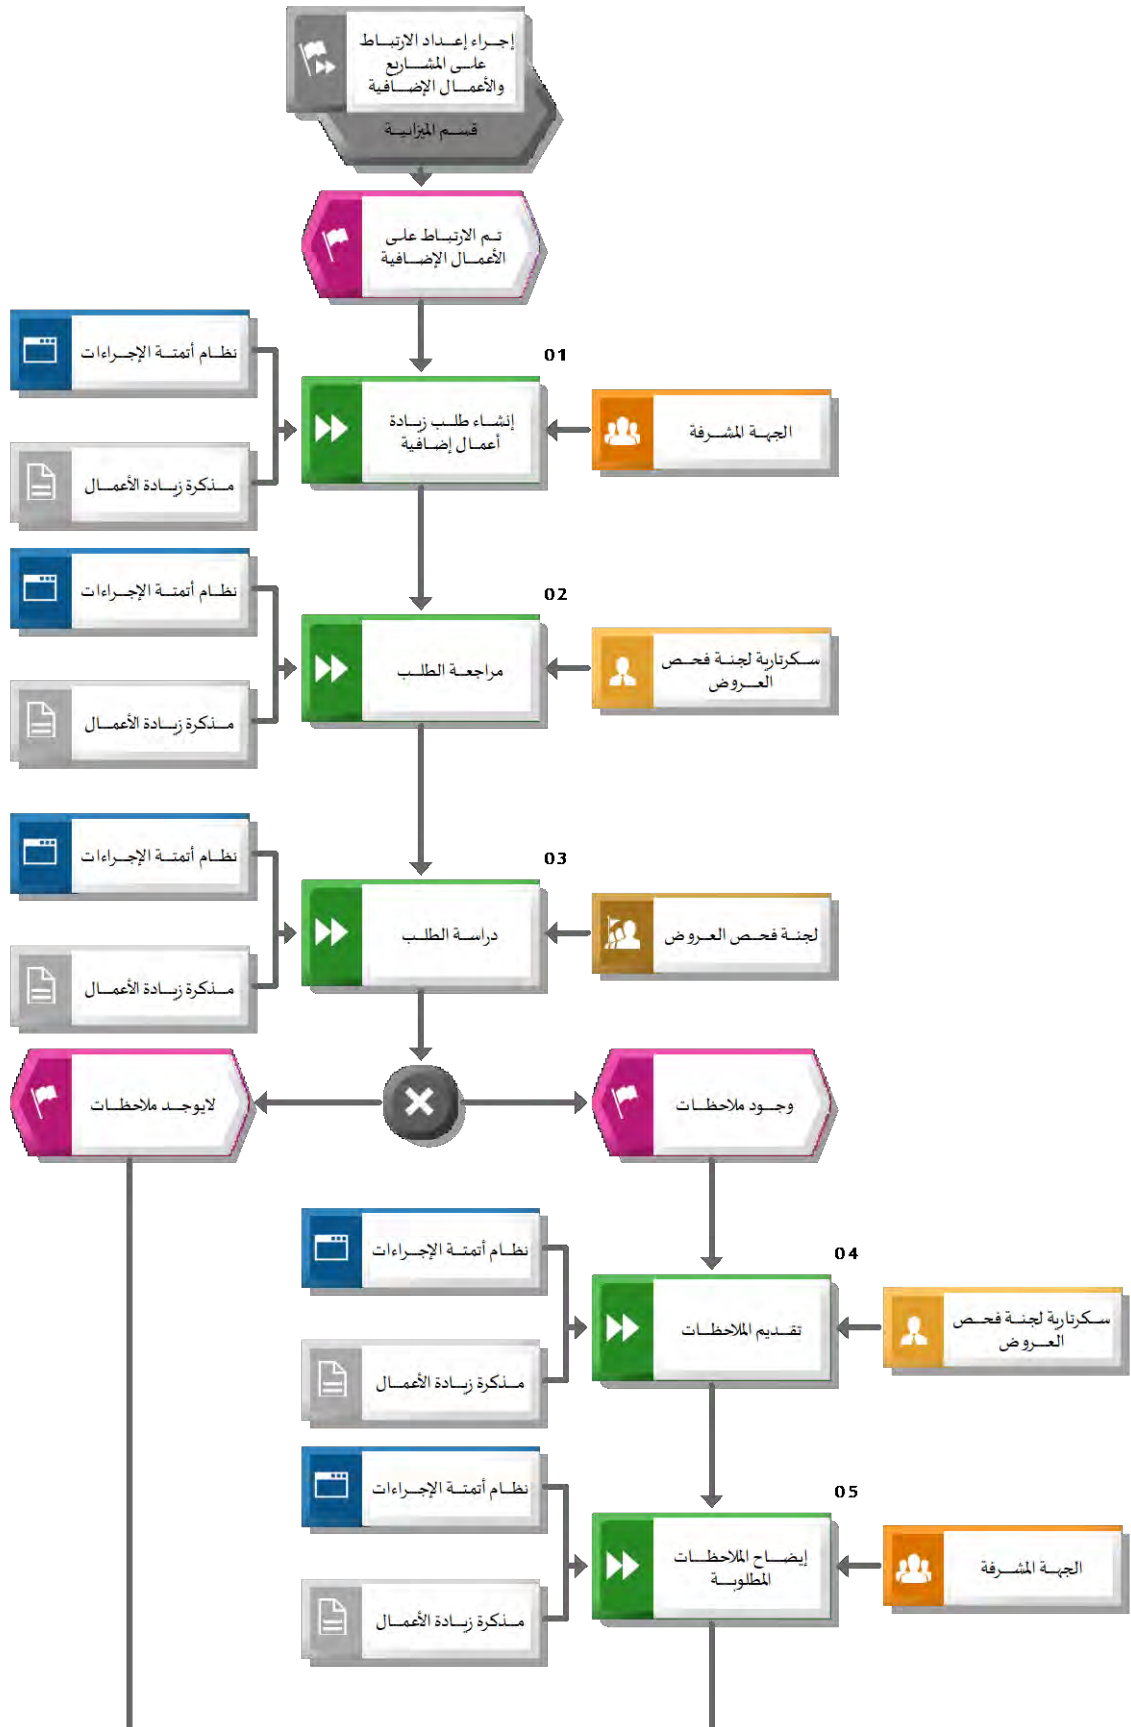 إجراء إعداد الارتباط
على المشاريع
والأعمال الإضافية
قسم الميزانية
تم الارتباط على
الأعمال الإضافية
01
نظام أتمتة الإجراءات
إنشاء طلب زيادة
أعمال إضافية
الجهة المشرفة
مذكرة زيادة الأعمال
02
نظام أتمتة الإجراءات
مراجعة الطلب
سكرتارية لجنة فحص
العروض
مذكرة زيادة الأعمال
03
نظام أتمتة الإجراءات
دراسة الطلب
لجنة فحص العروض
مذكرة زيادة الأعمال
وجود ملاحظات
لايوجد ملاحظات
04
نظام أتمتة الإجراءات
تقديم الملاحظات
سكرتارية لجنة فحص
العروض
مذكرة زيادة الأعمال
05
نظام أتمتة الإجراءات
إيضاح الملاحظات
المطلوبة
الجهة المشرفة
مذكرة زيادة الأعمال